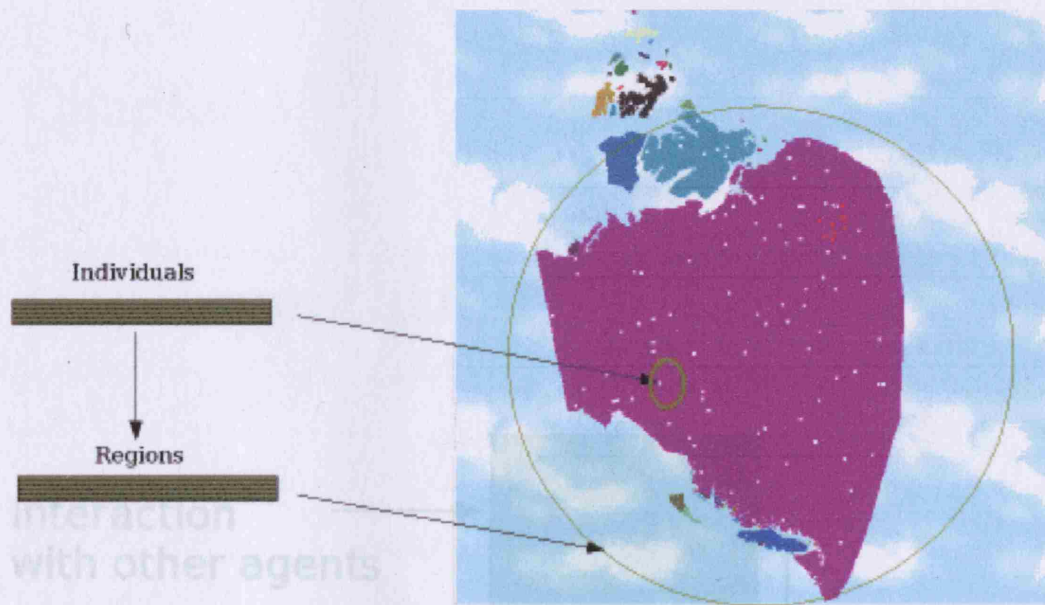 Individuals
Regions
interaction
with other agents